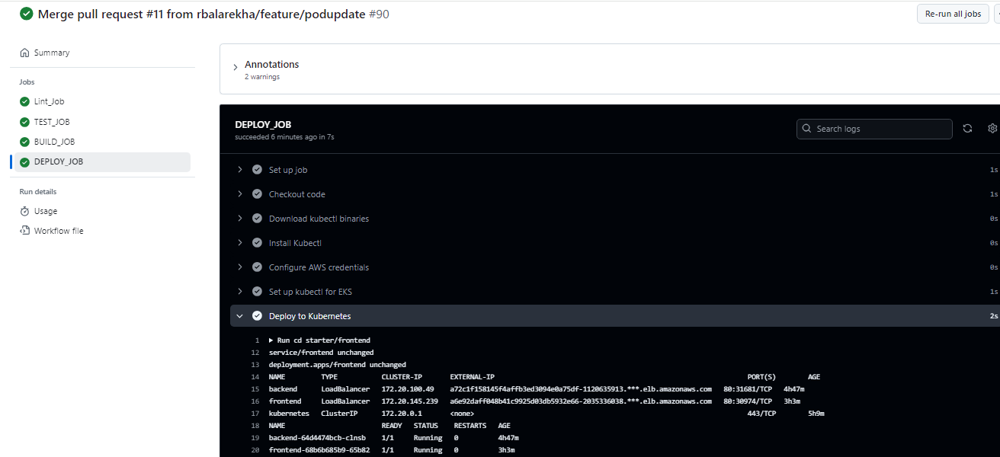 Merge pull request #11 from rbalarekha/feature/podupdate #90
Re-run all jobs
Summary
Jobs
Lint_Job
TEST_JOB
BUILD_JOB
DEPLOY_JOB
Run details
Usage
Workflow file
Annotations
2 warnings
DEPLOY_JOB
succeeded 6 minutes ago in 7s
Search logs
Set up job 1s
Checkout code 1s
Download kubectl binaries 0s
Install Kubectl 0s
Configure AWS credentials 0s
Set up kubectl for EKS 1s
Deploy to Kubernetes 2s
1 Run cd starter/frontend
12 service/frontend unchanged
13 deployment.apps/frontend unchanged
14 NAME TYPE CLUSTER-IP EXTERNAL-IP PORT(S) AGE
15 backend LoadBalancer 172.20.100.49 a72c1f158145f4affb3ed3094e0a75df-1120635913.***.elb.amazonaws.com 80:31681/TCP 4h47m
16 frontend LoadBalancer 172.20.145.239 a6e92daff048b41c9925d03db5932e66-2035336038.***.elb.amazonaws.com 80:30974/TCP 3h3m
17 kubernetes ClusterIP 172.20.0.1 <none> 443/TCP 5h9m
18 NAME READY STATUS RESTARTS AGE
19 backend-64d4474bcb-clnsb 1/1 Running 0 4h47m
20 frontend-68b6b685b9-65b82 1/1 Running 0 3h3m